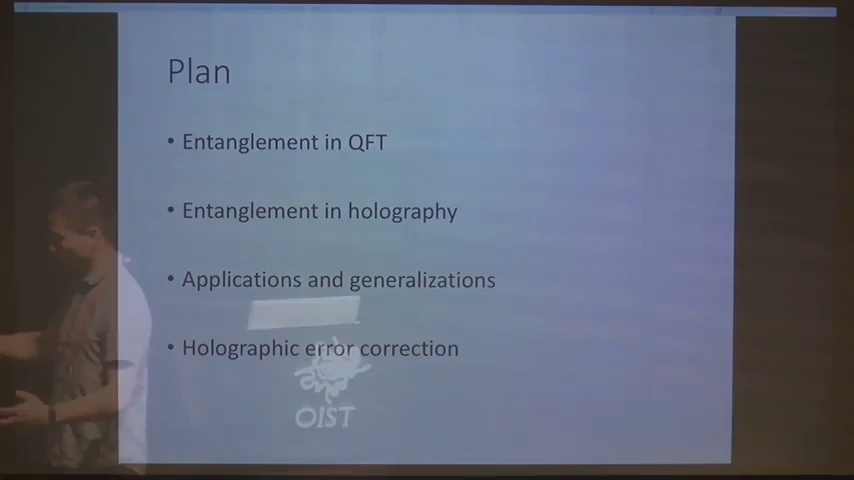 Plan
• Entanglement in QFT
• Entanglement in holography
• Applications and generalizations
• Holographic error correction
OIST